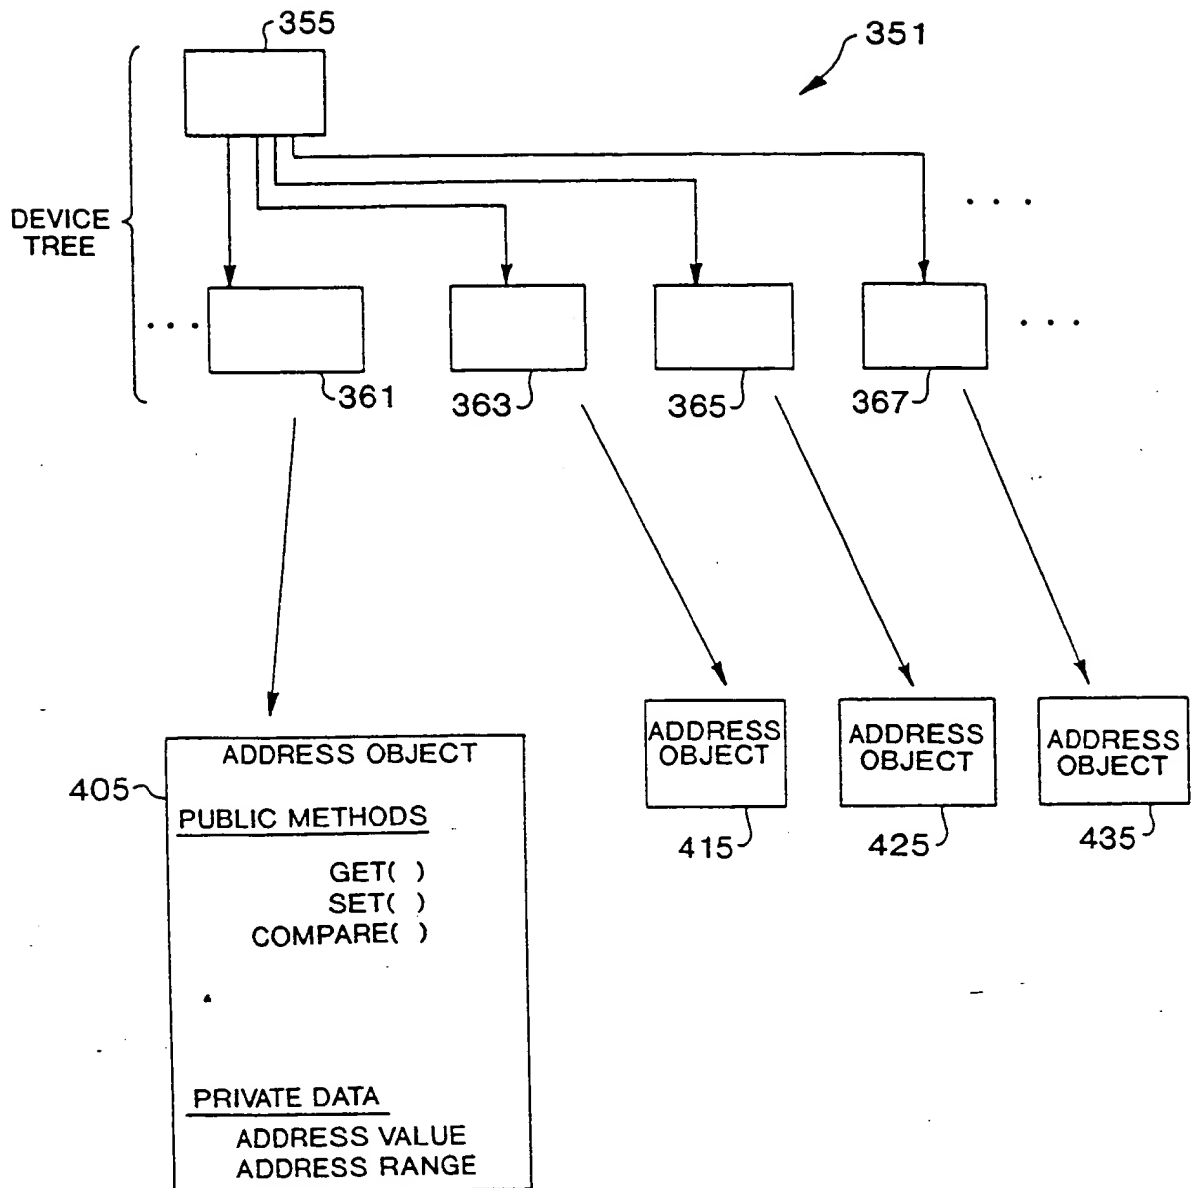 355
351
DEVICE
TREE
. . .
. . .
. . .
361
363
365
367
ADDRESS OBJECT
405
PUBLIC METHODS
GET( )
SET( )
COMPARE( )
PRIVATE DATA
ADDRESS VALUE
ADDRESS RANGE
ADDRESS
OBJECT
415
ADDRESS
OBJECT
425
ADDRESS
OBJECT
435